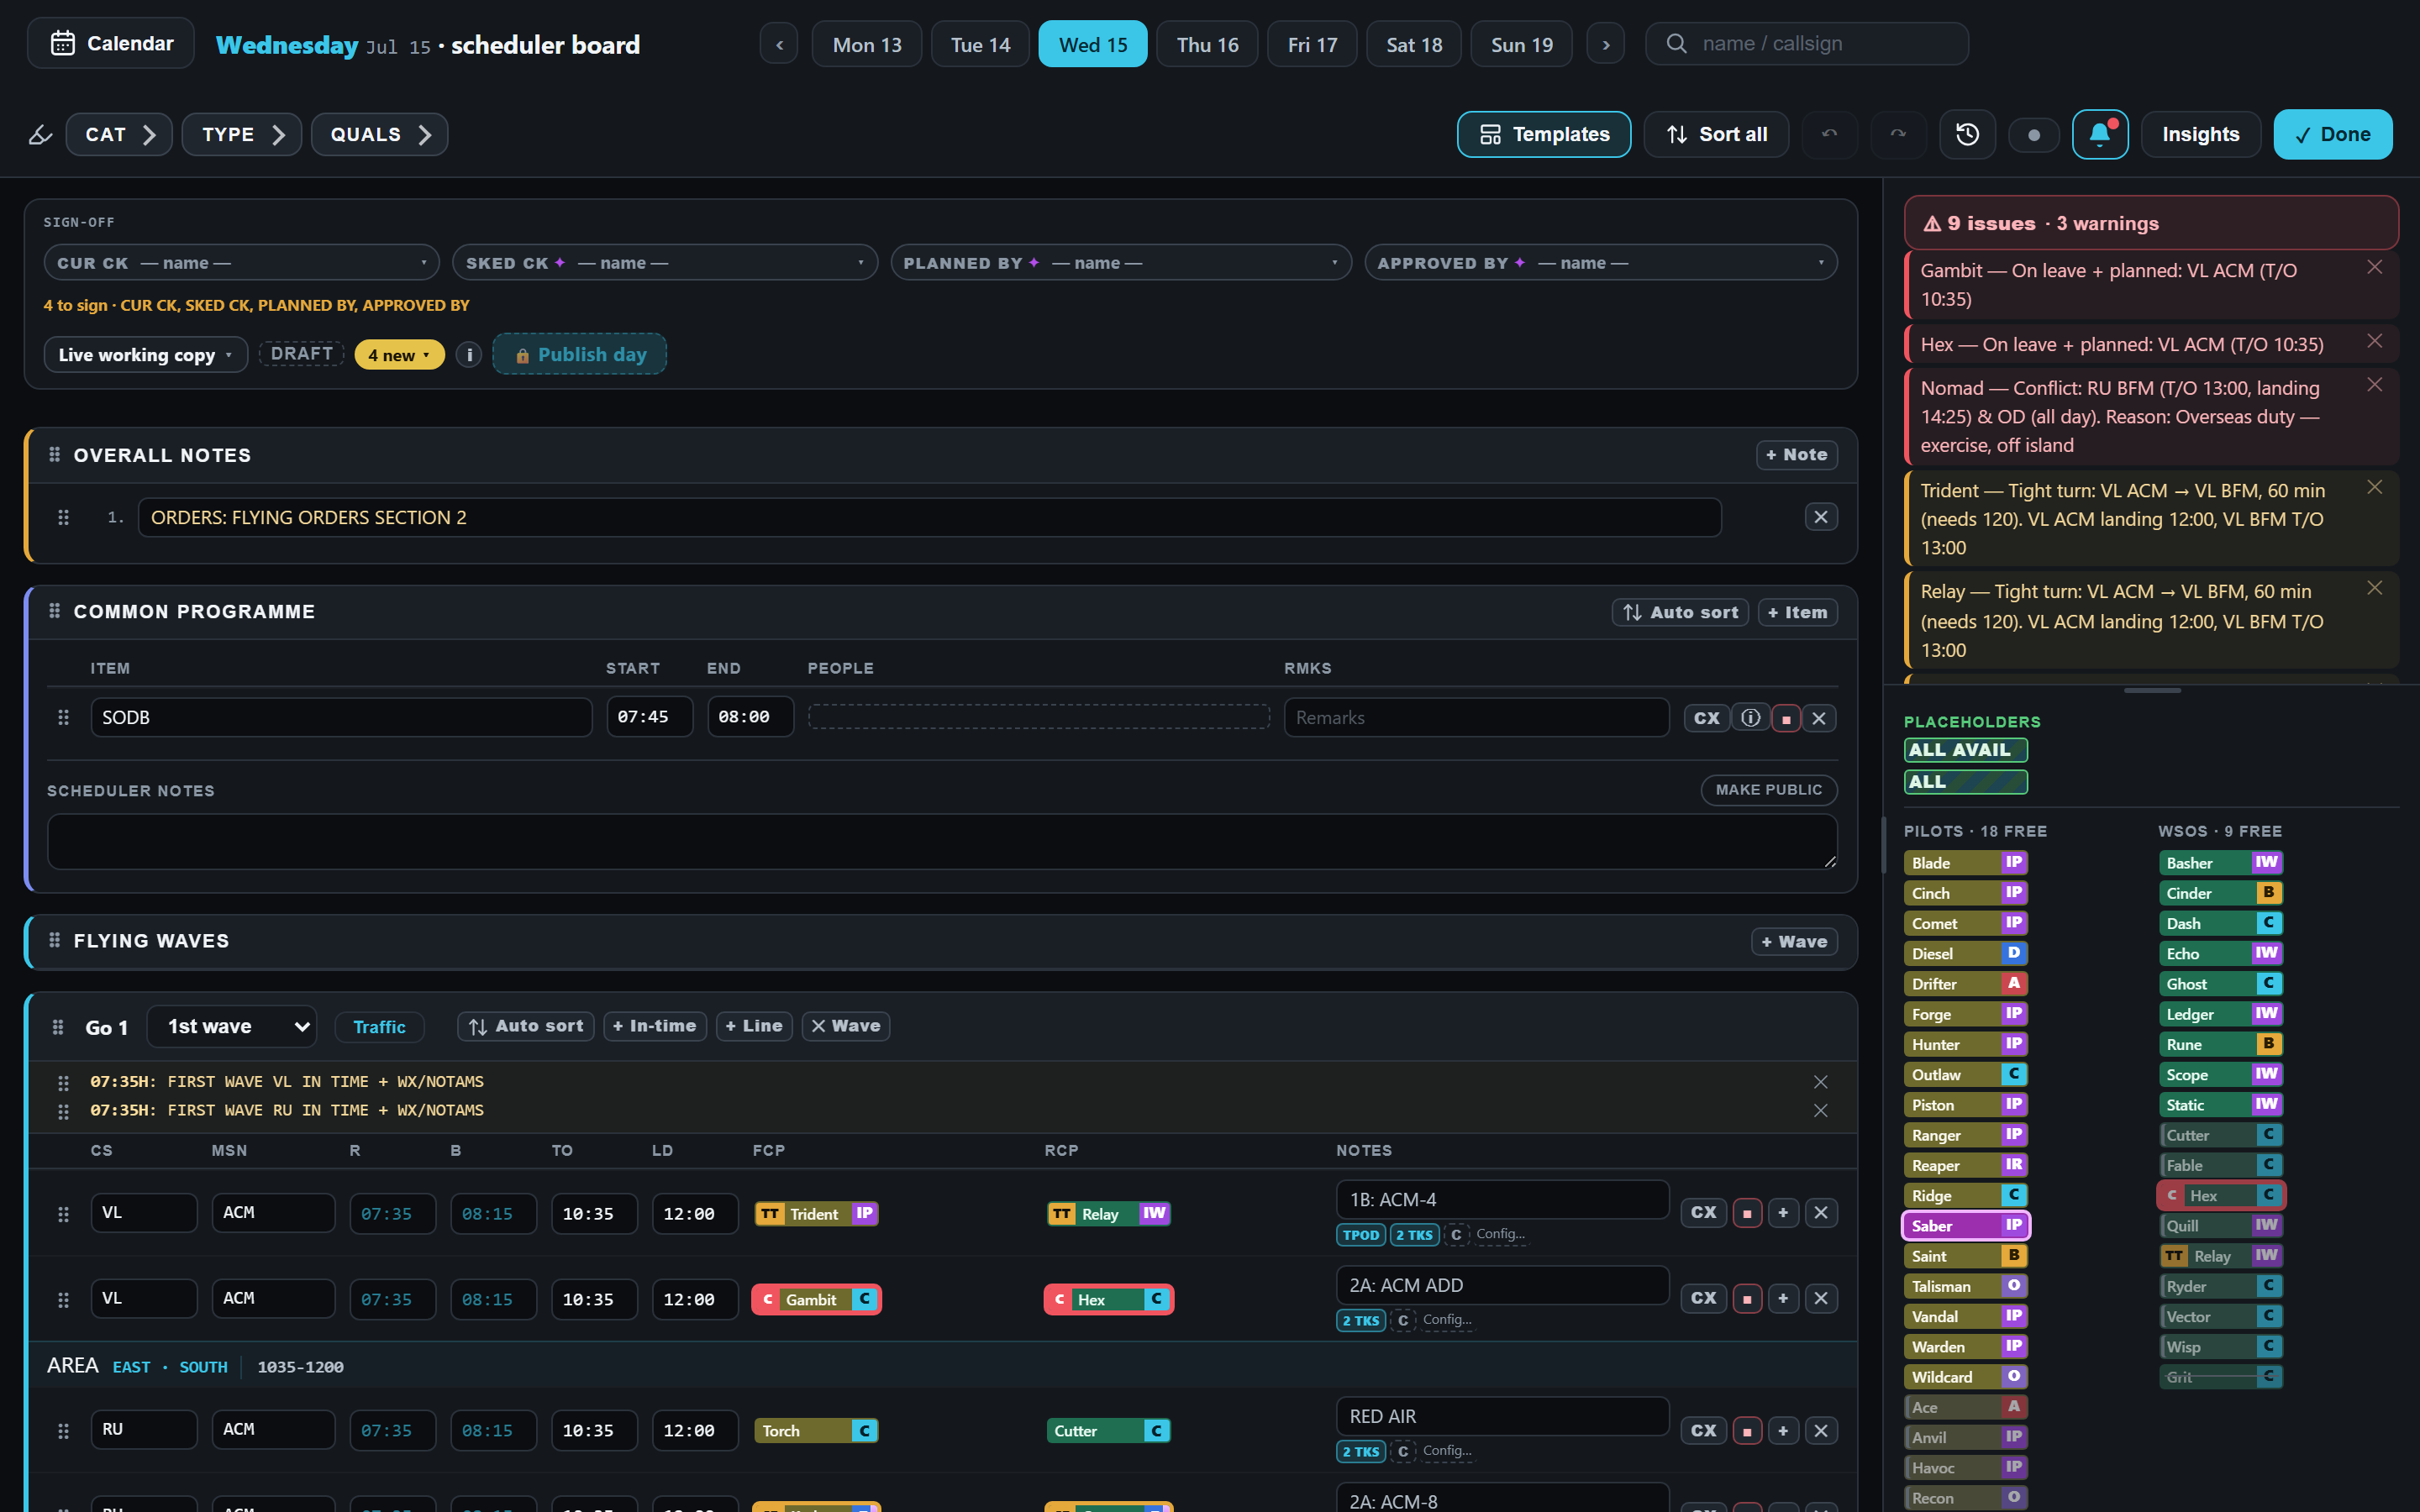 Calendar
Wednesday Jul 15 · scheduler board
‹ Mon 13 Tue 14 Wed 15 Thu 16 Fri 17 Sat 18 Sun 19 ›
name / callsign
CAT TYPE QUALS
Templates Sort all Insights ✓ Done
SIGN-OFF
CUR CK — name — SKED CK ✦ — name — PLANNED BY ✦ — name — APPROVED BY ✦ — name —
4 to sign · CUR CK, SKED CK, PLANNED BY, APPROVED BY
Live working copy DRAFT 4 new i Publish day
OVERALL NOTES + Note
1. ORDERS: FLYING ORDERS SECTION 2
COMMON PROGRAMME Auto sort + Item
ITEM START END PEOPLE RMKS
SODB 07:45 08:00 Remarks CX
SCHEDULER NOTES MAKE PUBLIC
FLYING WAVES + Wave
Go 1 1st wave Traffic Auto sort + In-time + Line ✕ Wave
07:35H: FIRST WAVE VL IN TIME + WX/NOTAMS
07:35H: FIRST WAVE RU IN TIME + WX/NOTAMS
CS MSN R B TO LD FCP RCP NOTES
VL ACM 07:35 08:15 10:35 12:00 TT Trident IP TT Relay IW 1B: ACM-4 CX
TPOD 2 TKS C Config...
VL ACM 07:35 08:15 10:35 12:00 C Gambit C C Hex C 2A: ACM ADD CX
2 TKS C Config...
AREA EAST · SOUTH 1035-1200
RU ACM 07:35 08:15 10:35 12:00 Torch C Cutter C RED AIR CX
2 TKS C Config...
2A: ACM-8
⚠ 9 issues · 3 warnings
Gambit — On leave + planned: VL ACM (T/O
10:35)
Hex — On leave + planned: VL ACM (T/O 10:35)
Nomad — Conflict: RU BFM (T/O 13:00, landing
14:25) & OD (all day). Reason: Overseas duty —
exercise, off island
Trident — Tight turn: VL ACM → VL BFM, 60 min
(needs 120). VL ACM landing 12:00, VL BFM T/O
13:00
Relay — Tight turn: VL ACM → VL BFM, 60 min
(needs 120). VL ACM landing 12:00, VL BFM T/O
13:00
PLACEHOLDERS
ALL AVAIL
ALL
PILOTS · 18 FREE
Blade IP
Cinch IP
Comet IP
Diesel D
Drifter A
Forge IP
Hunter IP
Outlaw C
Piston IP
Ranger IP
Reaper IR
Ridge C
Saber IP
Saint B
Talisman O
Vandal IP
Warden IP
Wildcard O
Ace A
Anvil IP
Havoc IP
Recon O
WSOS · 9 FREE
Basher IW
Cinder B
Dash C
Echo IW
Ghost C
Ledger IW
Rune B
Scope IW
Static IW
Cutter C
Fable C
C Hex C
Quill IW
TT Relay IW
Ryder C
Vector C
Wisp C
Grit C